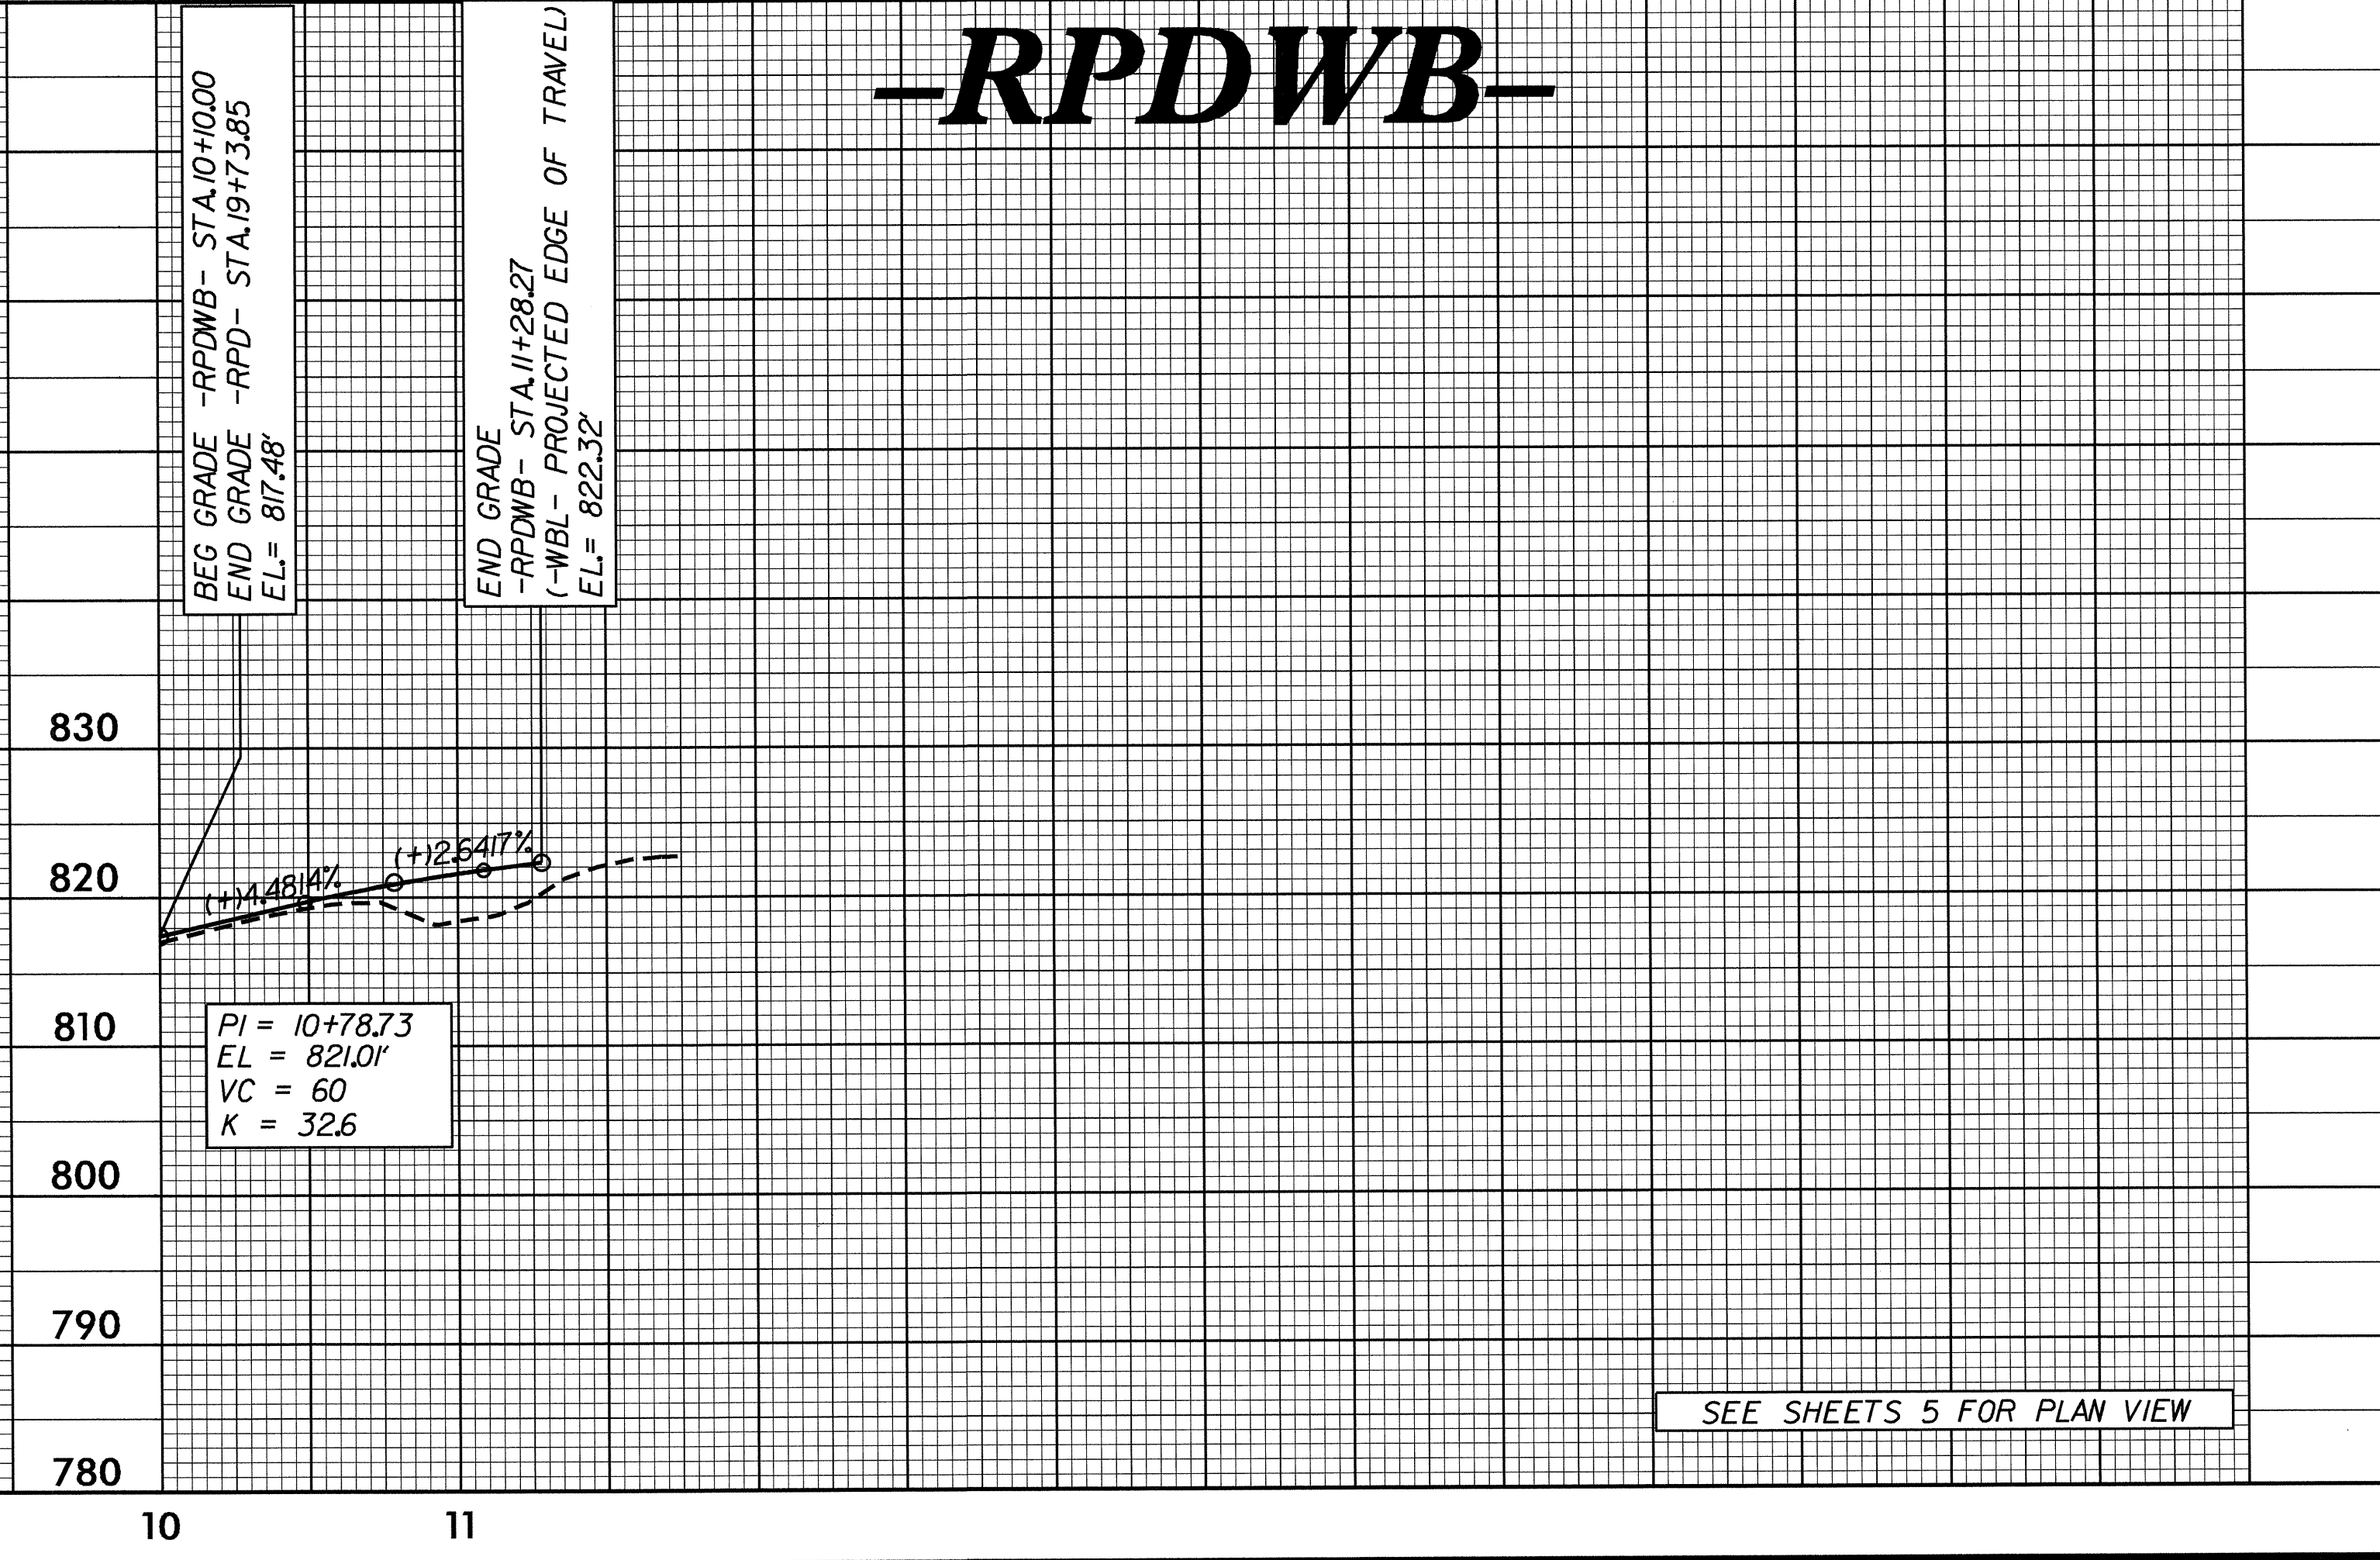 -RPDWB-
BEG GRADE -RPDWB- STA.10+10.00
END GRADE -RPD- STA.19+73.85
EL.= 817.48'
END GRADE
-RPDWB- STA.11+28.27
(-WBL- PROJECTED EDGE OF TRAVEL)
EL.= 822.32'
830
820
810
800
790
780
(+)4.4814%
(+)2.6417%
PI = 10+78.73
EL = 821.01'
VC = 60
K = 32.6
SEE SHEETS 5 FOR PLAN VIEW
10
11